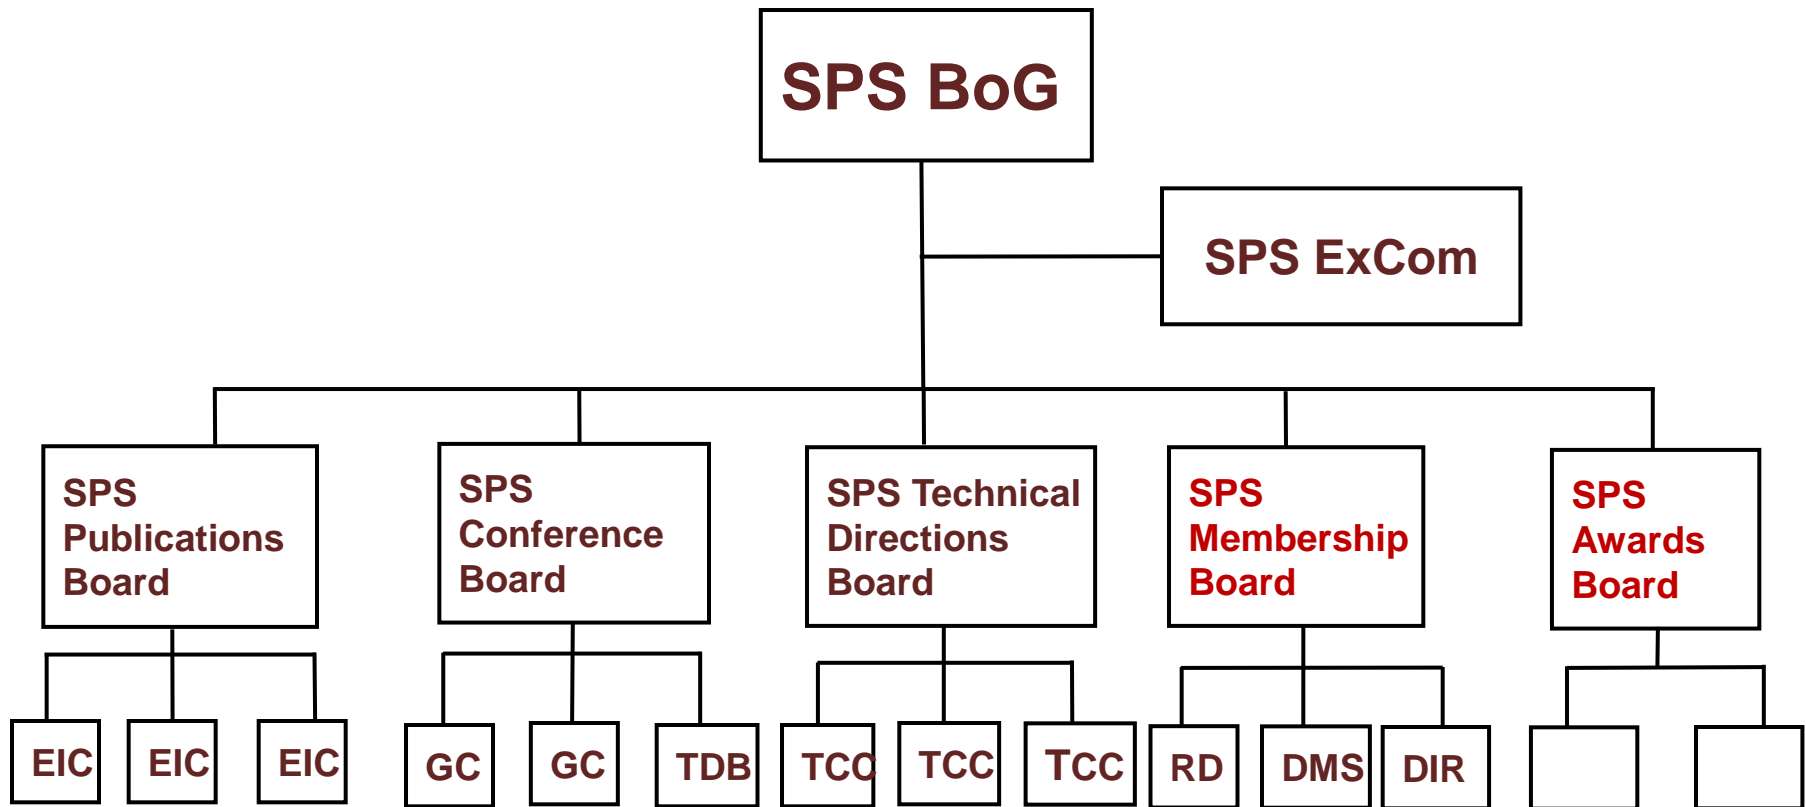 SPS BoG
SPS ExCom
SPS
Publications
Board
SPS
Conference
Board
SPS Technical
Directions
Board
SPS
Membership
Board
SPS
Awards
Board
EIC
EIC
EIC
GC
GC
TDB
TCC
TCC
TCC
RD
DMS
DIR